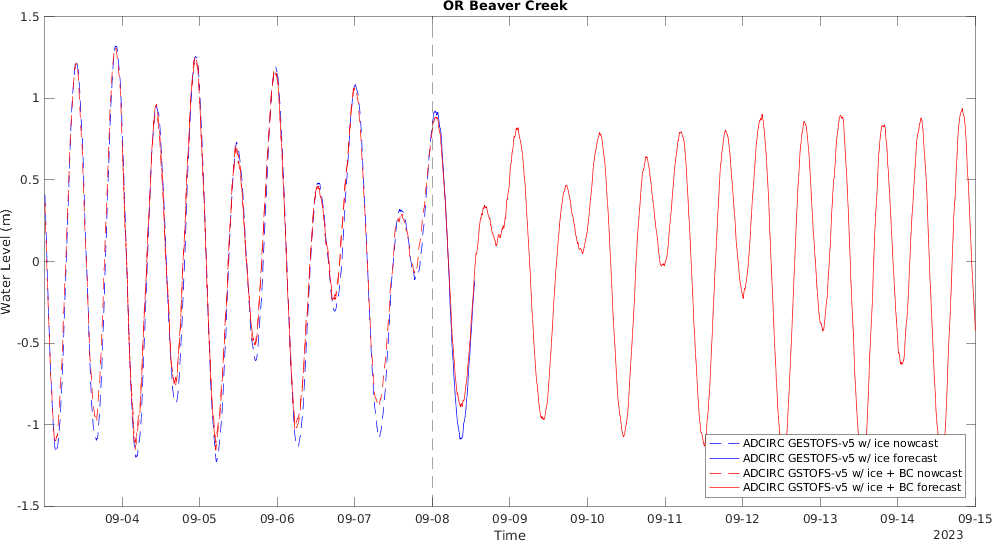 OR Beaver Creek
1.5
1
0.5
0
-0.5
-1
-1.5
Water Level (m)
ADCIRC GESTOFS-v5 w/ ice nowcast
ADCIRC GESTOFS-v5 w/ ice forecast
ADCIRC GSTOFS-v5 w/ ice + BC nowcast
ADCIRC GSTOFS-v5 w/ ice + BC forecast
09-04 09-05 09-06 09-07 09-08 09-09 09-10 09-11 09-12 09-13 09-14 09-15
Time
2023